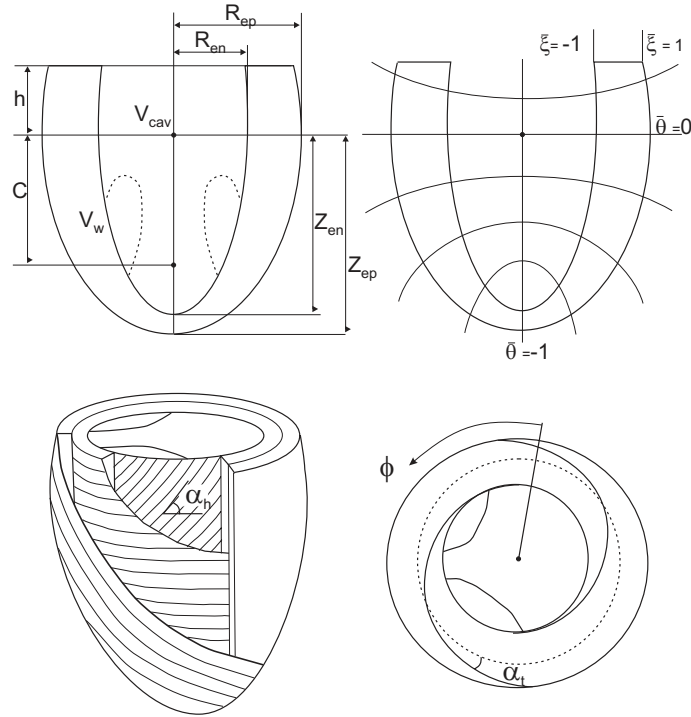 R_ep
R_en
h
V_cav
C
V_w
Z_en
Z_ep
ξ̄ = -1
ξ̄ = 1
θ̄ = 0
θ̄ = -1
α_h
ϕ
α_t